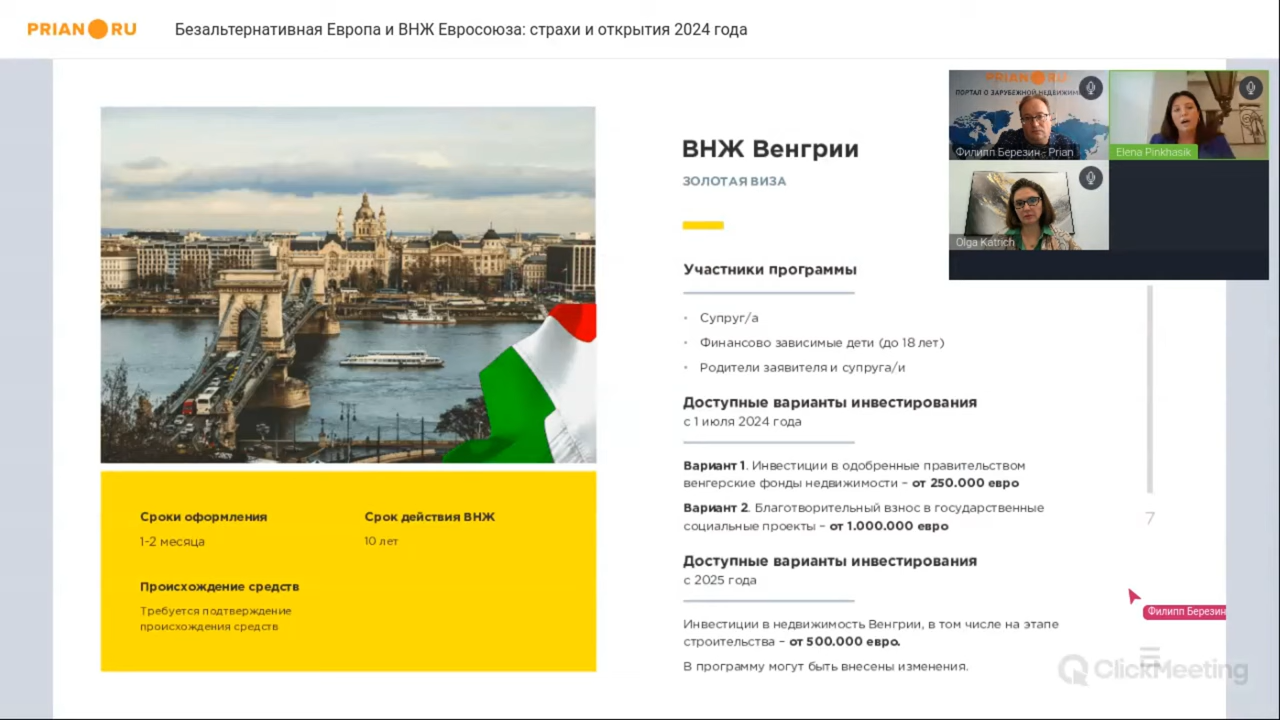 PRIAN RU
Безальтернативная Европа и ВНЖ Евросоюза: страхи и открытия 2024 года
PRIAN RU
ПОРТАЛ О ЗАРУБЕЖНОЙ НЕДВИЖИМ
Филипп Березин - Prian
Elena Pinkhasik
Olga Katrich
ВНЖ Венгрии
ЗОЛОТАЯ ВИЗА
Участники программы
• Супруг/а
• Финансово зависимые дети (до 18 лет)
• Родители заявителя и супруга/и
Доступные варианты инвестирования
с 1 июля 2024 года
Вариант 1. Инвестиции в одобренные правительством
венгерские фонды недвижимости – от 250.000 евро
Вариант 2. Благотворительный взнос в государственные
социальные проекты – от 1.000.000 евро
Доступные варианты инвестирования
с 2025 года
Инвестиции в недвижимость Венгрии, в том числе на этапе
строительства – от 500.000 евро.
В программу могут быть внесены изменения.
Сроки оформления
1-2 месяца
Срок действия ВНЖ
10 лет
Происхождение средств
Требуется подтверждение
происхождения средств
7
Филипп Березин
ClickMeeting